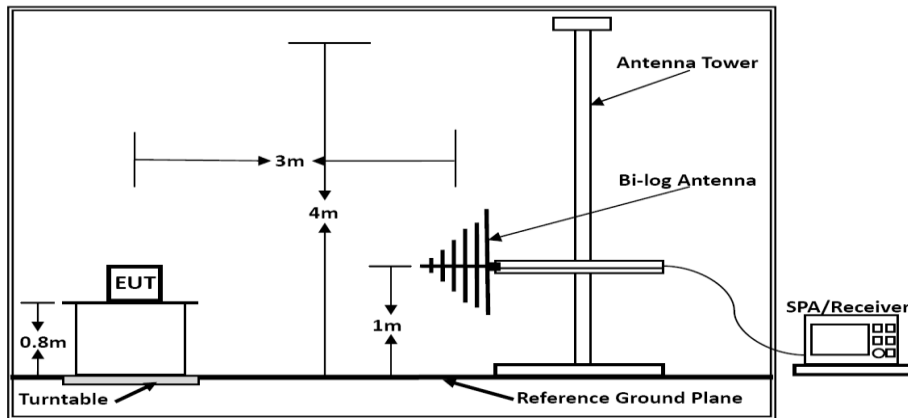 Antenna Tower
3m
Bi-log Antenna
4m
EUT
SPA/Receiver
0.8m
1m
Turntable
Reference Ground Plane